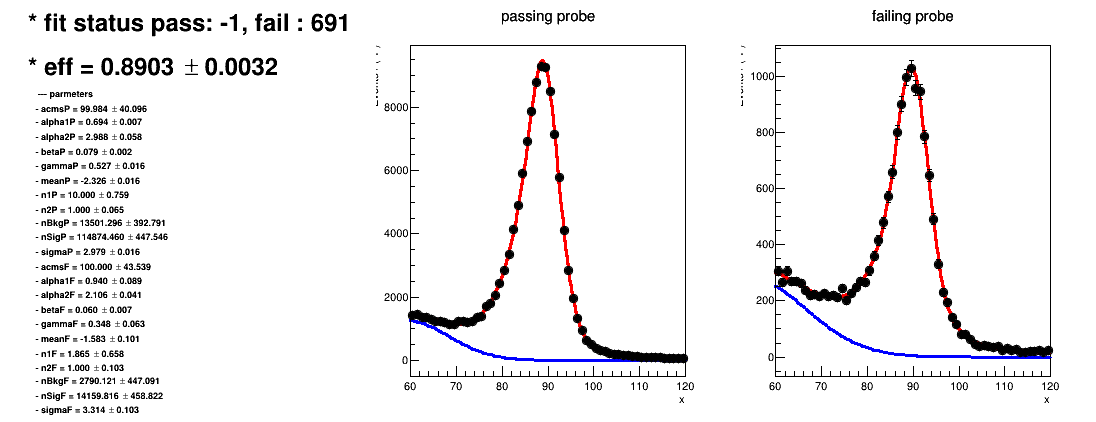 * fit status pass: -1, fail : 691
* eff = 0.8903 ± 0.0032
--- parmeters
- acmsP = 99.984 ± 40.096
- alpha1P = 0.694 ± 0.007
- alpha2P = 2.988 ± 0.058
- betaP = 0.079 ± 0.002
- gammaP = 0.527 ± 0.016
- meanP = -2.326 ± 0.016
- n1P = 10.000 ± 0.759
- n2P = 1.000 ± 0.065
- nBkgP = 13501.296 ± 392.791
- nSigP = 114874.460 ± 447.546
- sigmaP = 2.979 ± 0.016
- acmsF = 100.000 ± 43.539
- alpha1F = 0.940 ± 0.089
- alpha2F = 2.106 ± 0.041
- betaF = 0.060 ± 0.007
- gammaF = 0.348 ± 0.063
- meanF = -1.583 ± 0.101
- n1F = 1.865 ± 0.658
- n2F = 1.000 ± 0.103
- nBkgF = 2790.121 ± 447.091
- nSigF = 14159.816 ± 458.822
- sigmaF = 3.314 ± 0.103
passing probe
8000
6000
4000
2000
0
60 70 80 90 100 110 120
x
failing probe
1000
800
600
400
200
0
60 70 80 90 100 110 120
x